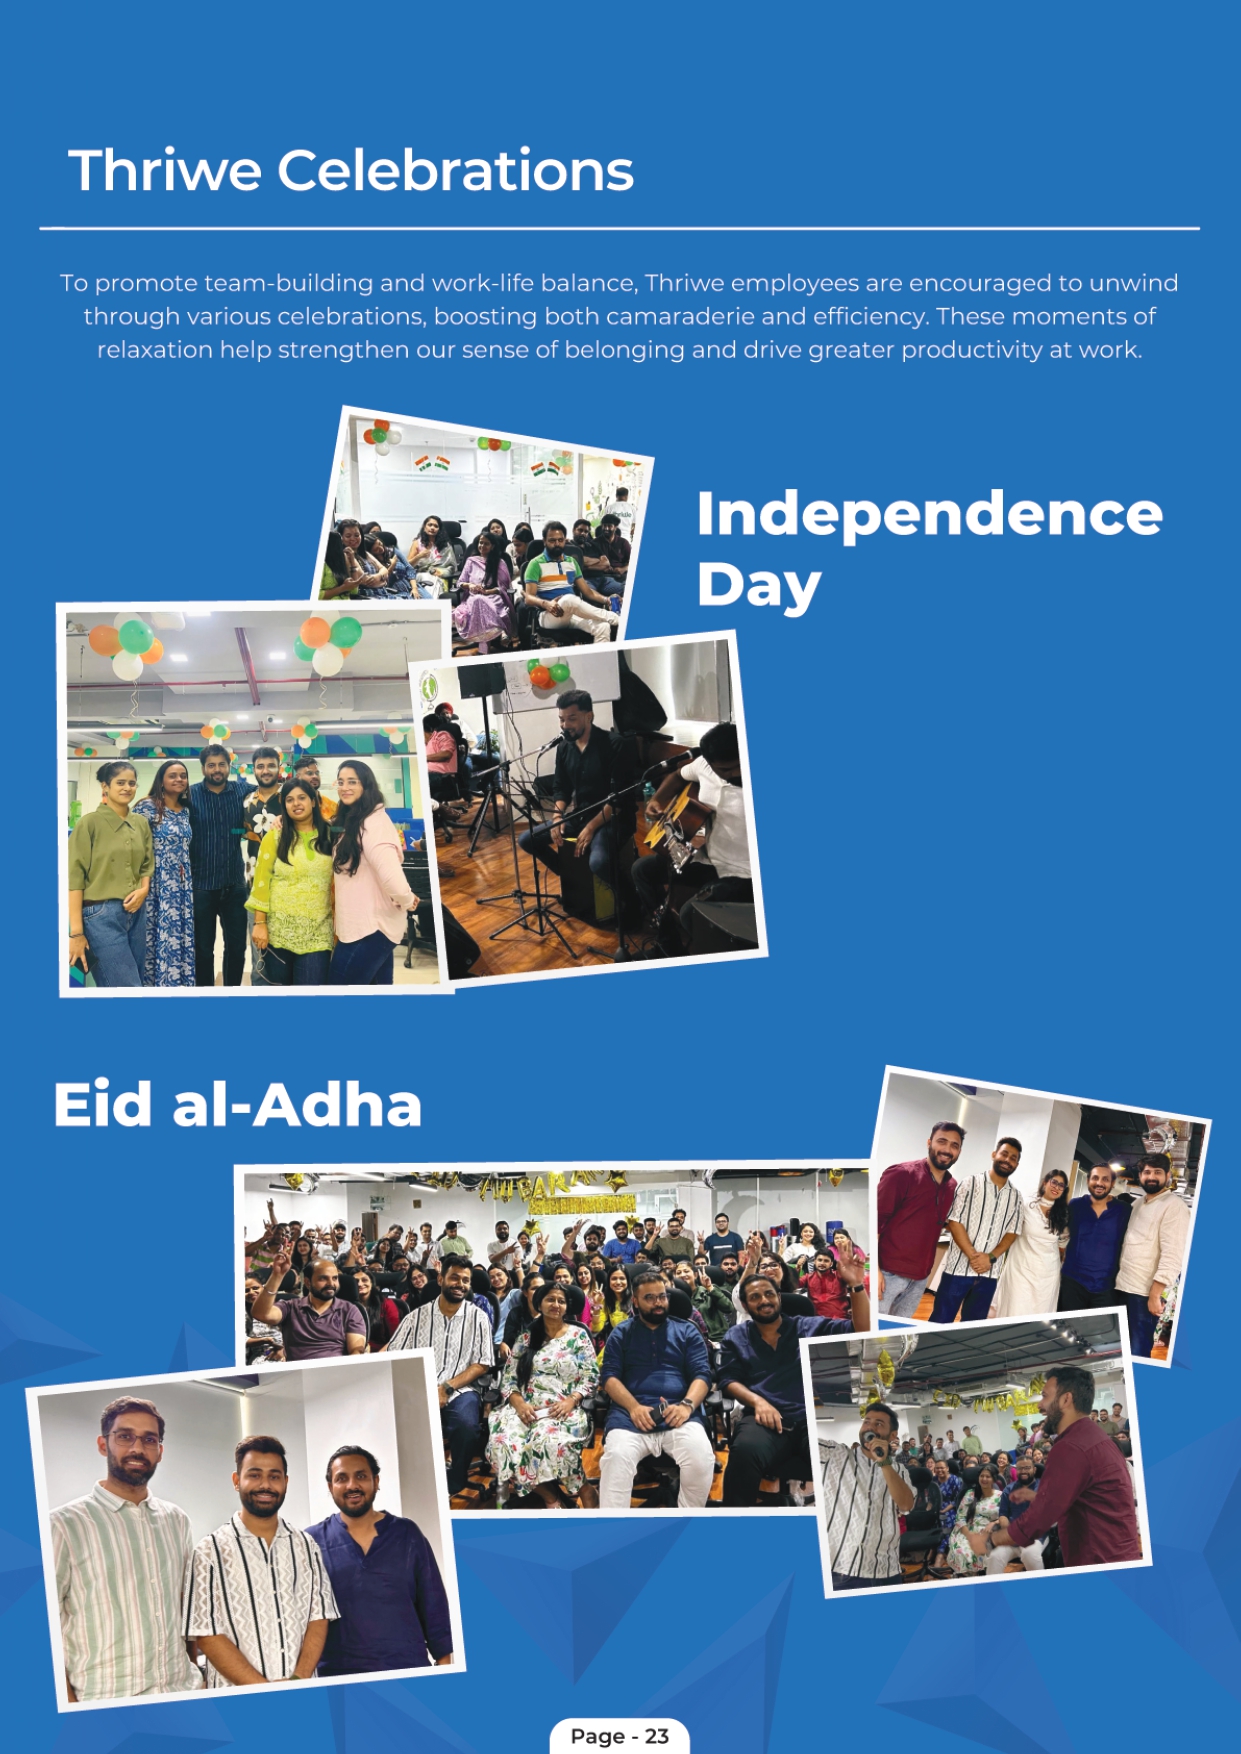 Thriwe Celebrations
To promote team-building and work-life balance, Thriwe employees are encouraged to unwind
through various celebrations, boosting both camaraderie and efficiency. These moments of
relaxation help strengthen our sense of belonging and drive greater productivity at work.
Independence
Day
Eid al-Adha
Page - 23